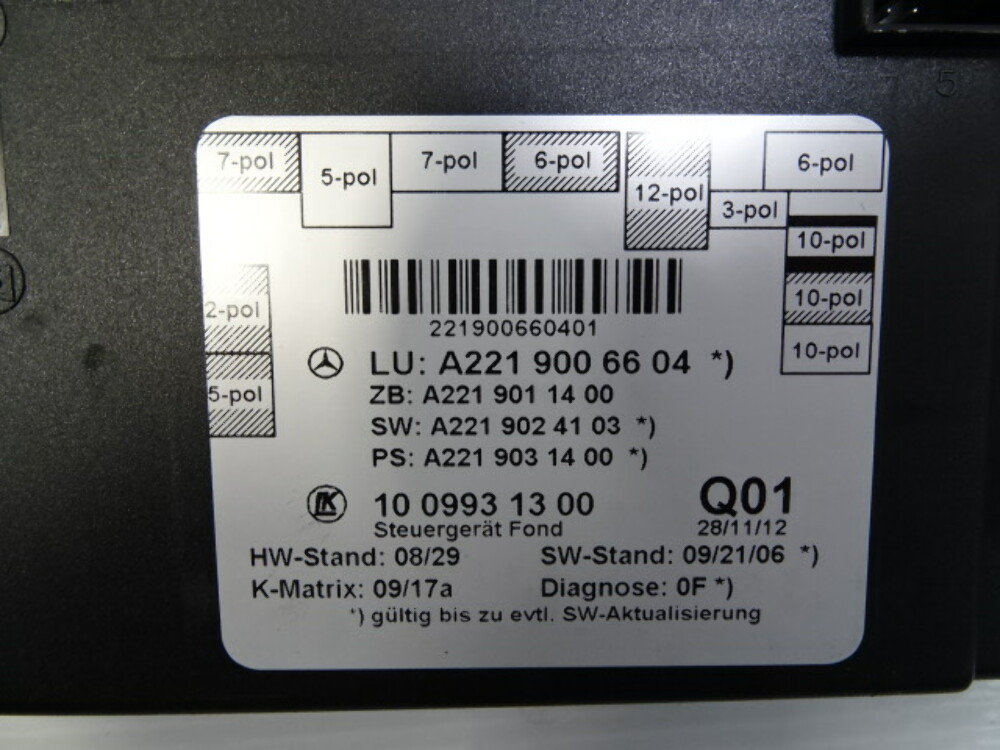 5
7-pol
5-pol
7-pol
6-pol
12-pol
3-pol
6-pol
10-pol
10-pol
10-pol
2-pol
5-pol
221900660401
LU: A221 900 66 04 *)
ZB: A221 901 14 00
SW: A221 902 41 03 *)
PS: A221 903 14 00 *)
LK 10 0993 13 00
Q01
Steuergerät Fond
28/11/12
HW-Stand: 08/29 SW-Stand: 09/21/06 *)
K-Matrix: 09/17a Diagnose: 0F *)
*) gültig bis zu evtl. SW-Aktualisierung